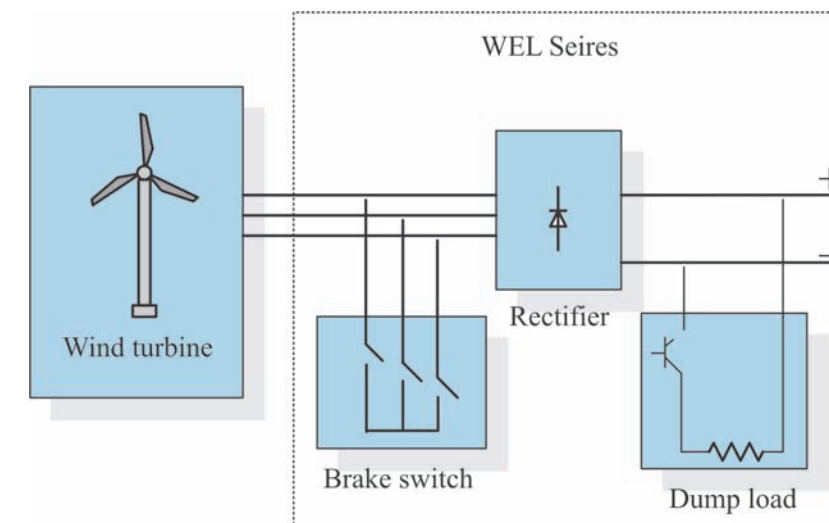 WEL Seires
+
−
Wind turbine
Rectifier
Brake switch
Dump load